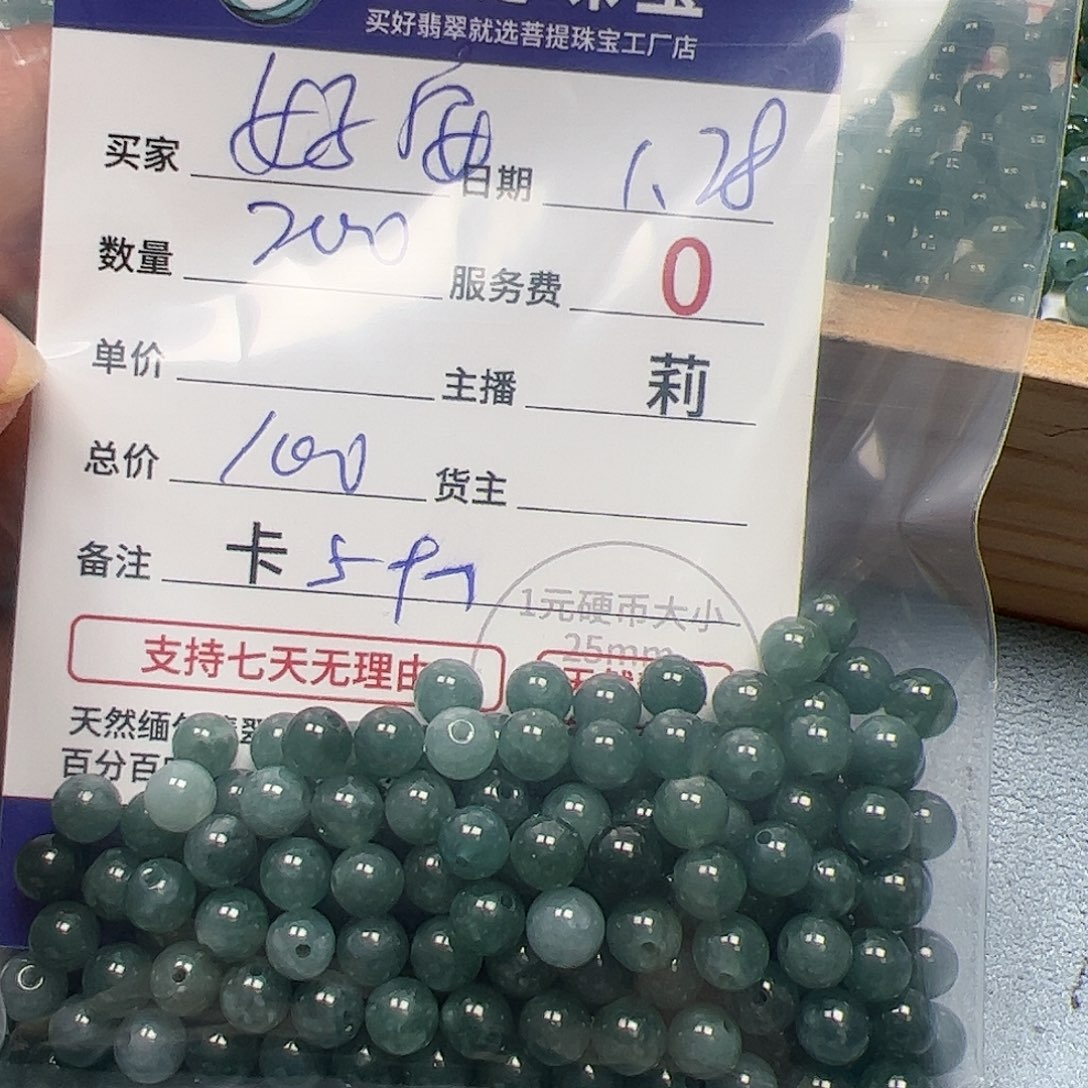 买好翡翠就选菩提珠宝工厂店
买家 日期 1、28
数量 200 服务费 0
单价 主播 莉
总价 100 货主
备注 卡 5
1元硬币大小
25mm
支持七天无理由
天然缅
百分百